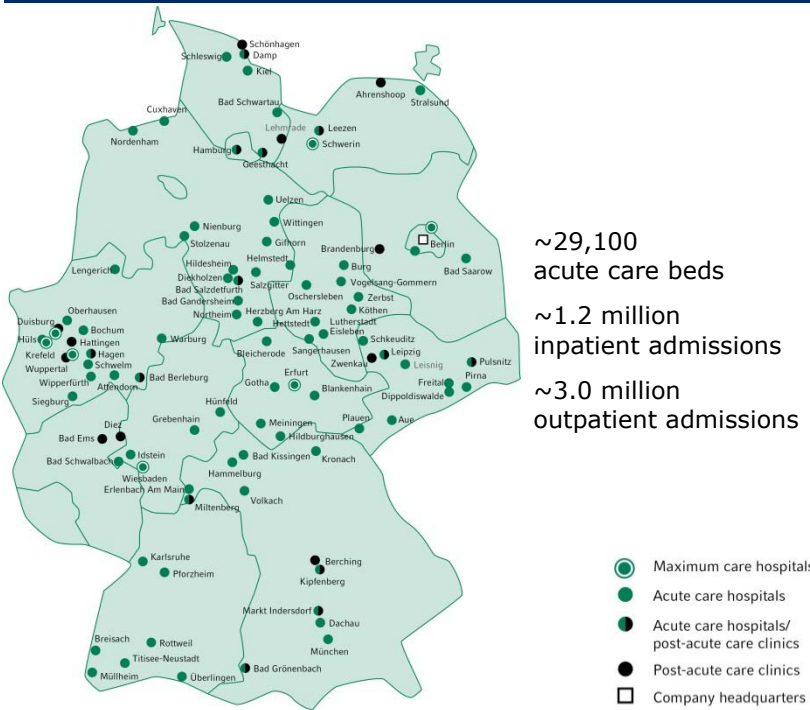 Schönhagen
Damp
Schleswig
Kiel
Ahrenshoop
Stralsund
Cuxhaven
Bad Schwartau
Lehmrade
Leezen
Nordenham
Hamburg
Schwerin
Geesthacht
Uelzen
Nienburg
Wittingen
Stolzenau
Gifhorn
Brandenburg
Berlin
Hildesheim
Helmstedt
Lengerich
Diekholzen
Burg
Bad Saarow
Bad Salzdetfurth
Salzgitter
Vogelsang-Gommern
Oschersleben
Zerbst
Bad Gandersheim
Oberhausen
Northeim
Herzberg Am Harz
Köthen
Duisburg
Bochum
Hettstedt
Lutherstadt
Eisleben
Hüls
Hattingen
Warburg
Schkeuditz
Krefeld
Hagen
Bleicherode
Sangerhausen
Leipzig
Wuppertal
Schwelm
Zwenkau
Leisnig
Pulsnitz
Wipperfürth
Attendorn
Bad Berleburg
Erfurt
Pirna
Gotha
Blankenhain
Freital
Siegburg
Dippoldiswalde
Hünfeld
Diez
Grebenhain
Meiningen
Plauen
Aue
Bad Ems
Hildburghausen
Idstein
Bad Kissingen
Kronach
Bad Schwalbach
Hammelburg
Wiesbaden
Erlenbach Am Main
Volkach
Miltenberg
Karlsruhe
Berching
Pforzheim
Kipfenberg
Markt Indersdorf
Dachau
Breisach
Rottweil
München
Titisee-Neustadt
Bad Grönenbach
Müllheim
Überlingen
~29,100
acute care beds
~1.2 million
inpatient admissions
~3.0 million
outpatient admissions
Maximum care hospitals
Acute care hospitals
Acute care hospitals/
post-acute care clinics
Post-acute care clinics
Company headquarters